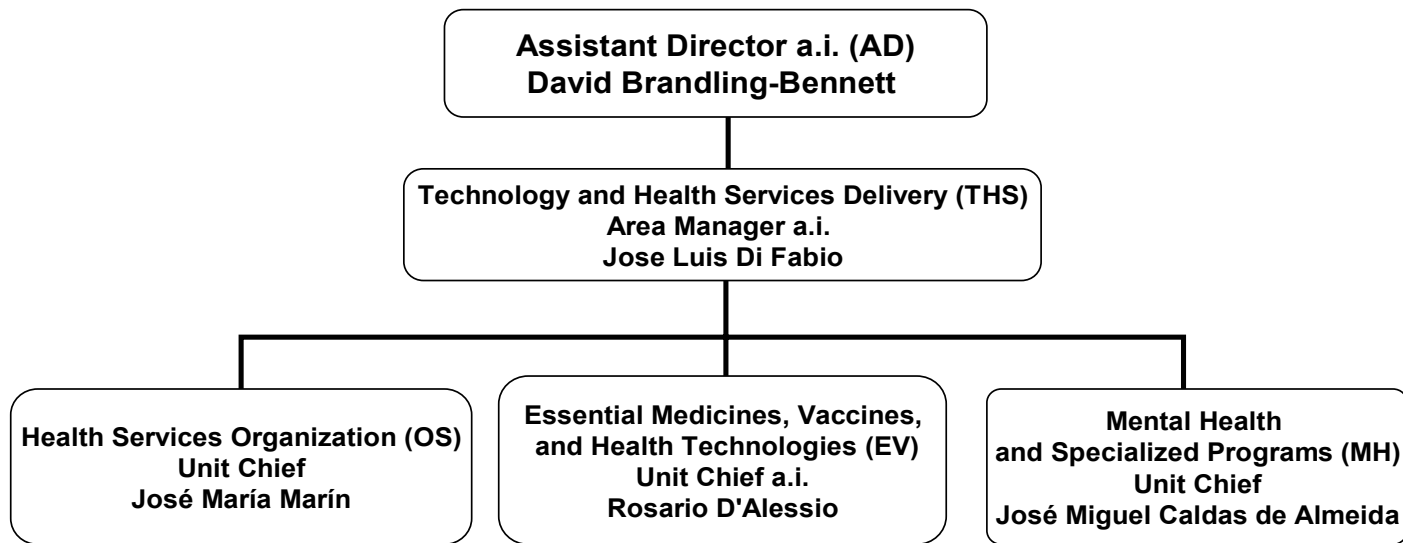 Assistant Director a.i. (AD)
David Brandling-Bennett
Technology and Health Services Delivery (THS)
Area Manager a.i.
Jose Luis Di Fabio
Health Services Organization (OS)
Unit Chief
José María Marín
Essential Medicines, Vaccines,
and Health Technologies (EV)
Unit Chief a.i.
Rosario D'Alessio
Mental Health
and Specialized Programs (MH)
Unit Chief
José Miguel Caldas de Almeida